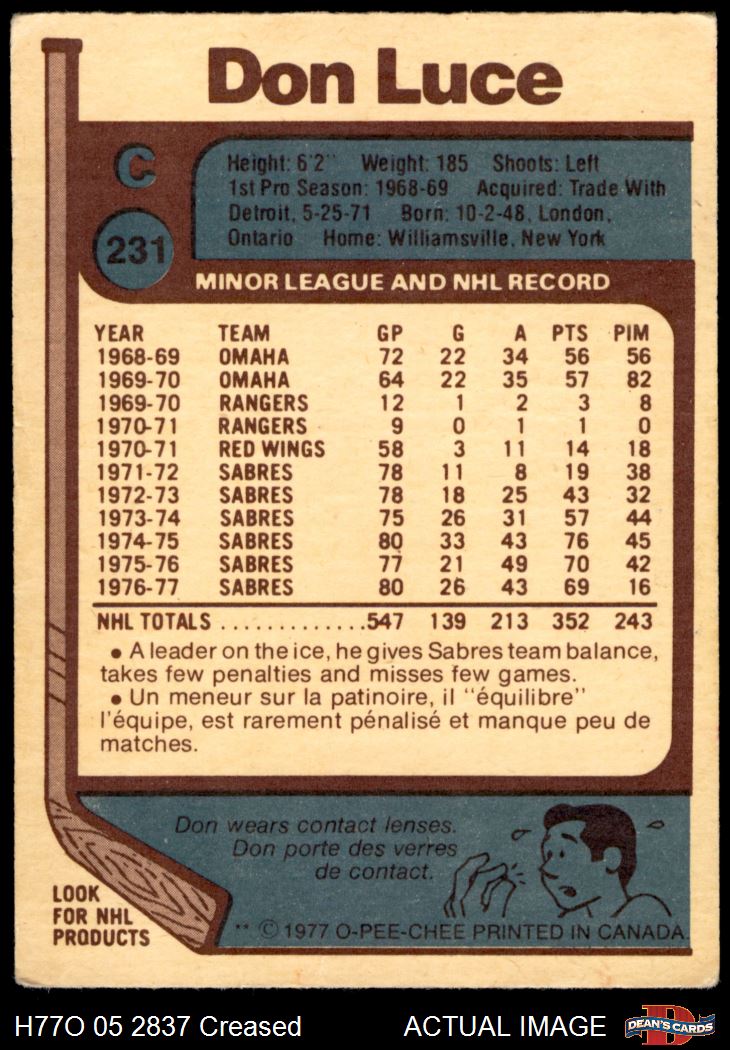 Don Luce
C
231
Height: 6'2" Weight: 185 Shoots: Left
1st Pro Season: 1968-69 Acquired: Trade With
Detroit, 5-25-71 Born: 10-2-48, London,
Ontario Home: Williamsville, New York
MINOR LEAGUE AND NHL RECORD
YEAR TEAM GP G A PTS PIM
1968-69 OMAHA 72 22 34 56 56
1969-70 OMAHA 64 22 35 57 82
1969-70 RANGERS 12 1 2 3 8
1970-71 RANGERS 9 0 1 1 0
1970-71 RED WINGS 58 3 11 14 18
1971-72 SABRES 78 11 8 19 38
1972-73 SABRES 78 18 25 43 32
1973-74 SABRES 75 26 31 57 44
1974-75 SABRES 80 33 43 76 45
1975-76 SABRES 77 21 49 70 42
1976-77 SABRES 80 26 43 69 16
NHL TOTALS .............547 139 213 352 243
• A leader on the ice, he gives Sabres team balance,
takes few penalties and misses few games.
• Un meneur sur la patinoire, il "équilibre"
l'équipe, est rarement pénalisé et manque peu de
matches.
Don wears contact lenses.
Don porte des verres
de contact.
LOOK
FOR NHL
PRODUCTS
** © 1977 O-PEE-CHEE PRINTED IN CANADA.
H77O 05 2837 Creased ACTUAL IMAGE
D
DEAN'S CARDS